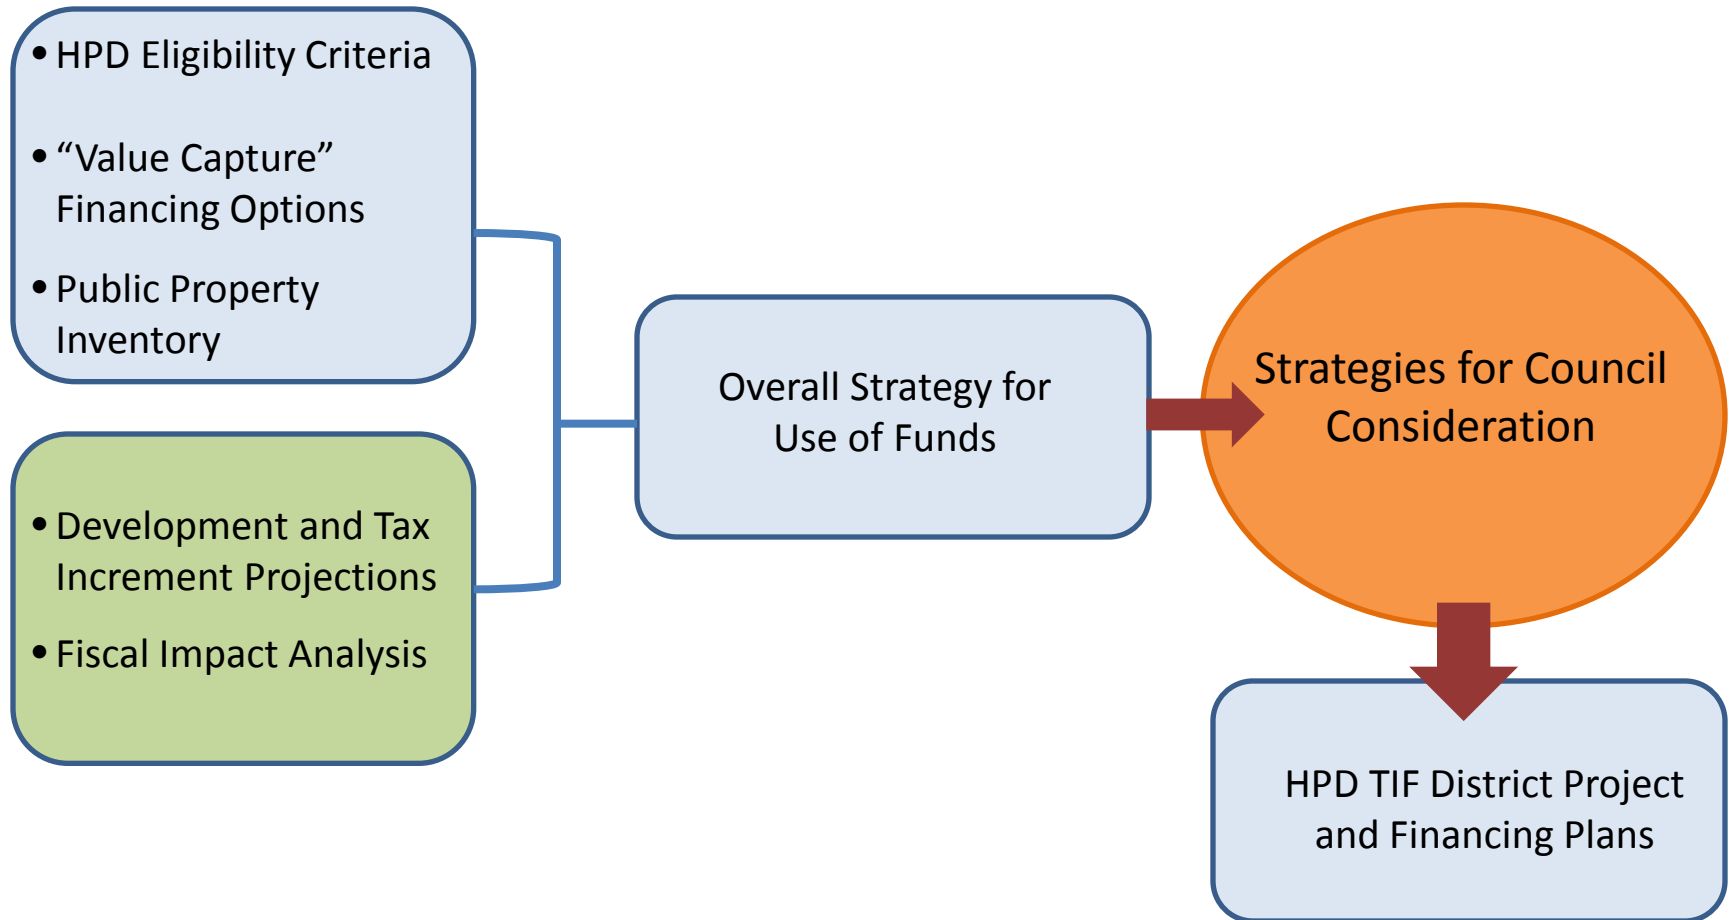 • HPD Eligibility Criteria
• “Value Capture”
Financing Options
• Public Property
Inventory
• Development and Tax
Increment Projections
• Fiscal Impact Analysis
Overall Strategy for
Use of Funds
Strategies for Council
Consideration
HPD TIF District Project
and Financing Plans